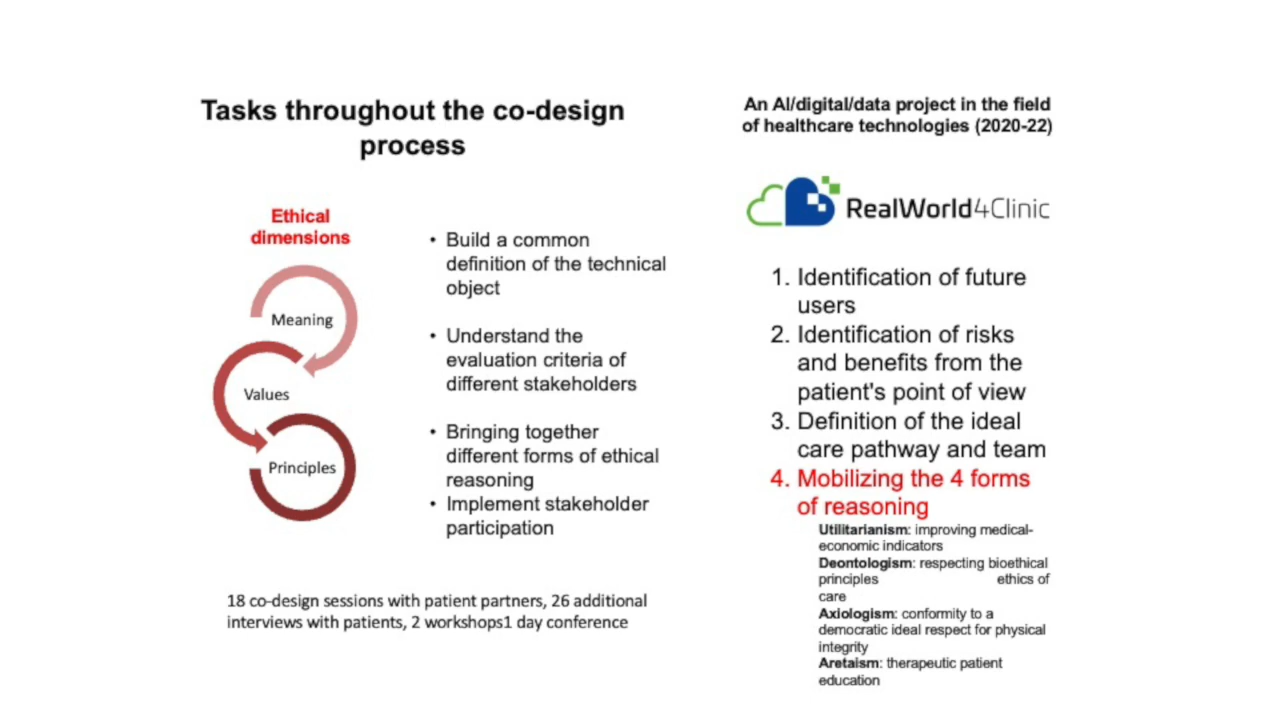 Tasks throughout the co-design
process
Ethical
dimensions
Meaning
Values
Principles
• Build a common
definition of the technical
object
• Understand the
evaluation criteria of
different stakeholders
• Bringing together
different forms of ethical
reasoning
• Implement stakeholder
participation
18 co-design sessions with patient partners, 26 additional
interviews with patients, 2 workshops1 day conference
An AI/digital/data project in the field
of healthcare technologies (2020-22)
RealWorld4Clinic
1. Identification of future
users
2. Identification of risks
and benefits from the
patient's point of view
3. Definition of the ideal
care pathway and team
4. Mobilizing the 4 forms
of reasoning
Utilitarianism: improving medical-
economic indicators
Deontologism: respecting bioethical
principles ethics of
care
Axiologism: conformity to a
democratic ideal respect for physical
integrity
Aretaism: therapeutic patient
education